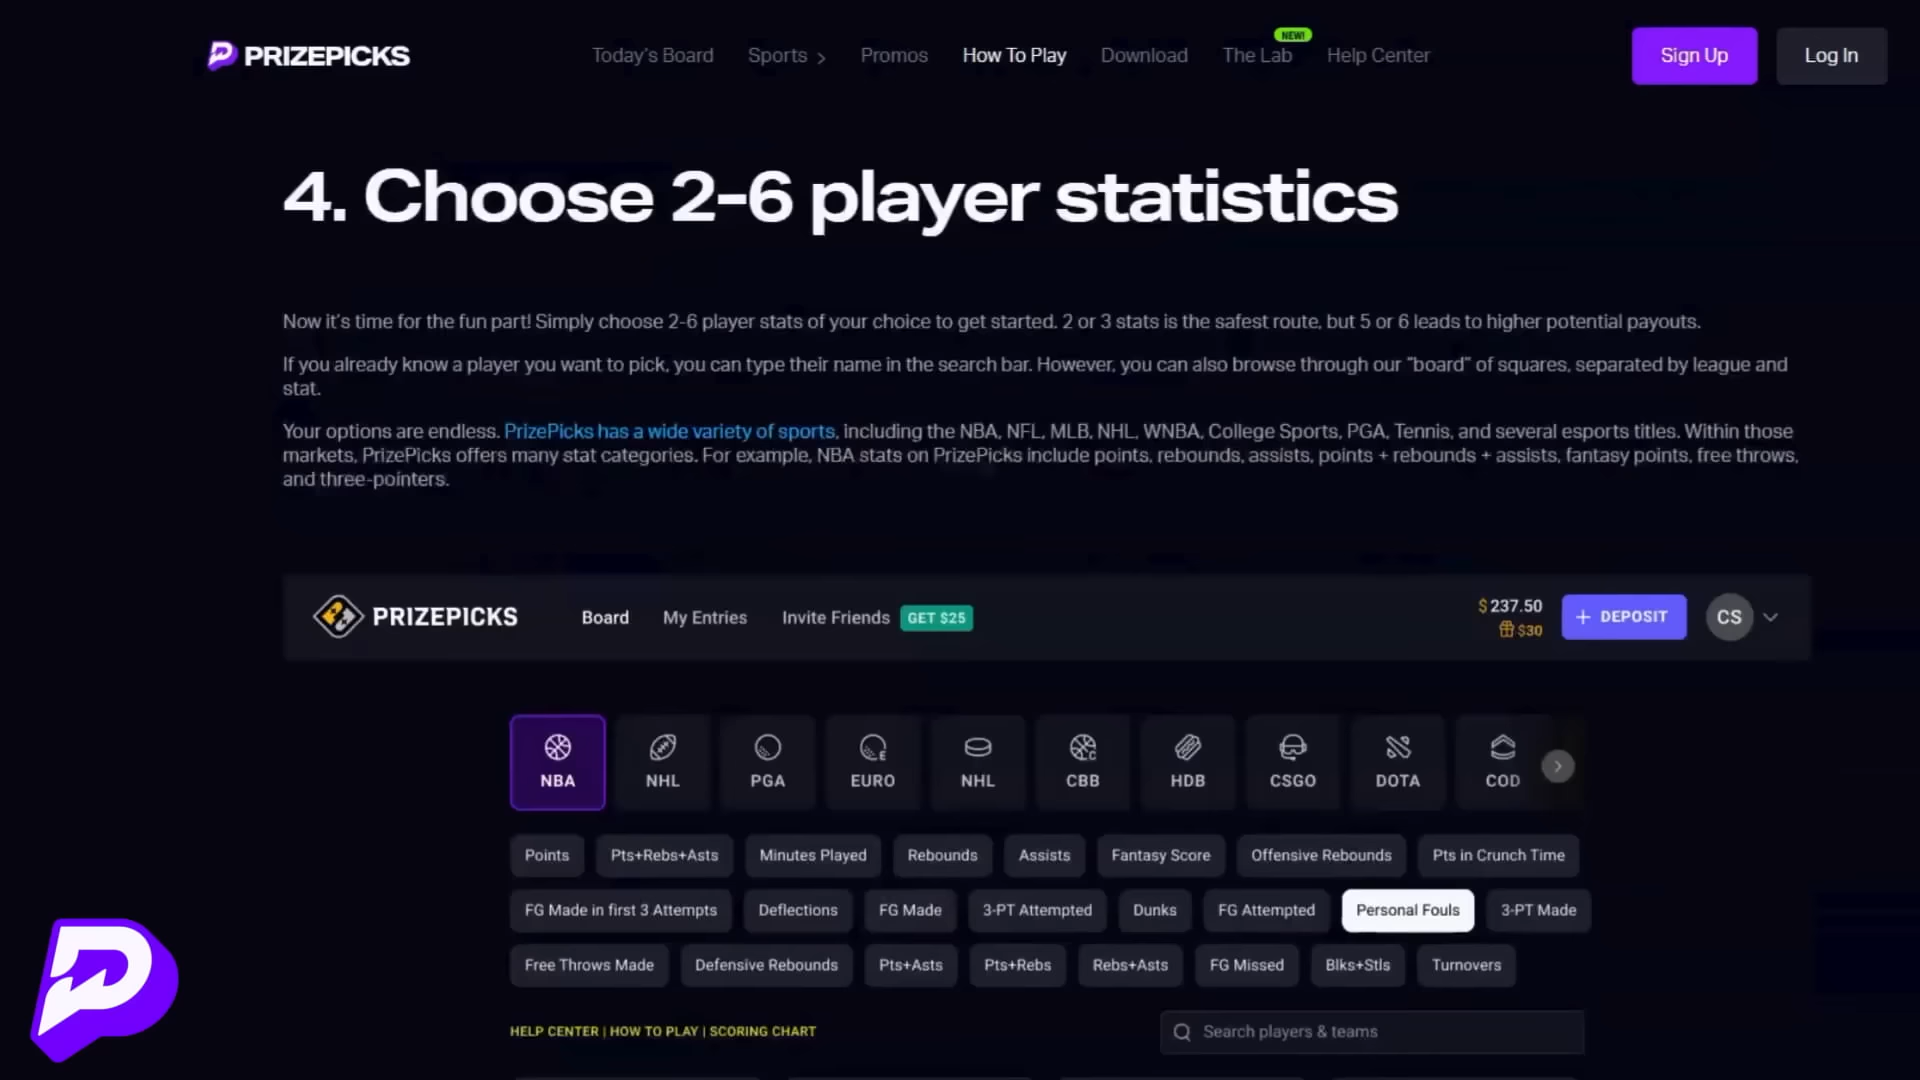 PRIZEPICKS
Today's Board
Sports
Promos
How To Play
Download
The Lab
NEW!
Help Center
Sign Up
Log In
4. Choose 2-6 player statistics
Now it's time for the fun part! Simply choose 2-6 player stats of your choice to get started. 2 or 3 stats is the safest route, but 5 or 6 leads to higher potential payouts.
If you already know a player you want to pick, you can type their name in the search bar. However, you can also browse through our "board" of squares, separated by league and
stat.
Your options are endless. PrizePicks has a wide variety of sports, including the NBA, NFL, MLB, NHL, WNBA, College Sports, PGA, Tennis, and several esports titles. Within those
markets, PrizePicks offers many stat categories. For example, NBA stats on PrizePicks include points, rebounds, assists, points + rebounds + assists, fantasy points, free throws,
and three-pointers.
PRIZEPICKS
Board
My Entries
Invite Friends
GET $25
$237.50
$30
+ DEPOSIT
CS
NBA
NHL
PGA
EURO
NHL
CBB
HDB
CSGO
DOTA
COD
Points
Pts+Rebs+Asts
Minutes Played
Rebounds
Assists
Fantasy Score
Offensive Rebounds
Pts in Crunch Time
FG Made in first 3 Attempts
Deflections
FG Made
3-PT Attempted
Dunks
FG Attempted
Personal Fouls
3-PT Made
Free Throws Made
Defensive Rebounds
Pts+Asts
Pts+Rebs
Rebs+Asts
FG Missed
Blks+Stls
Turnovers
HELP CENTER | HOW TO PLAY | SCORING CHART
Search players & teams